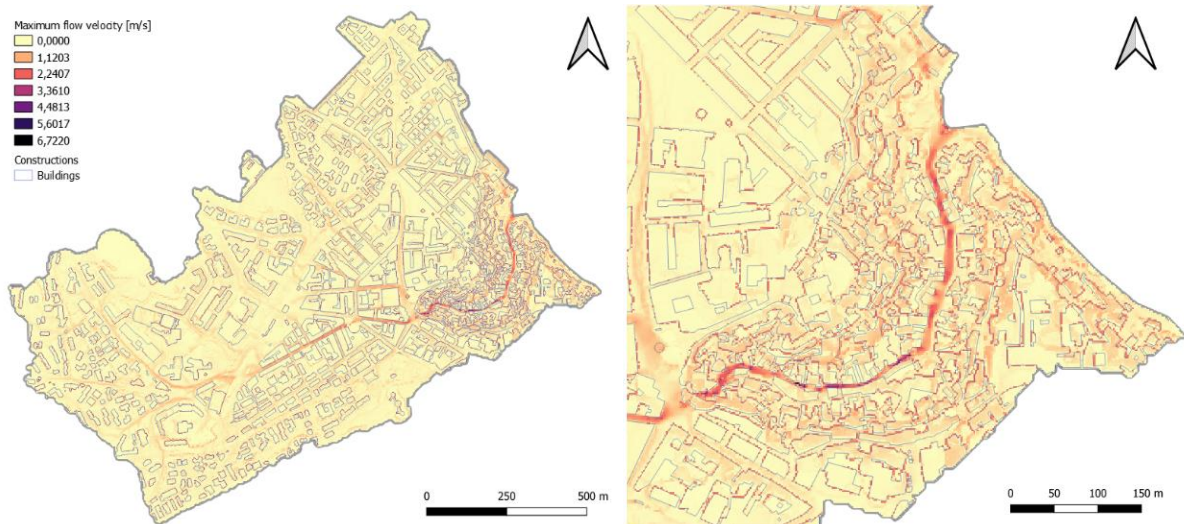 Maximum flow velocity [m/s]
0,0000
1,1203
2,2407
3,3610
4,4813
5,6017
6,7220
Constructions
Buildings
0 250 500 m
0 50 100 150 m